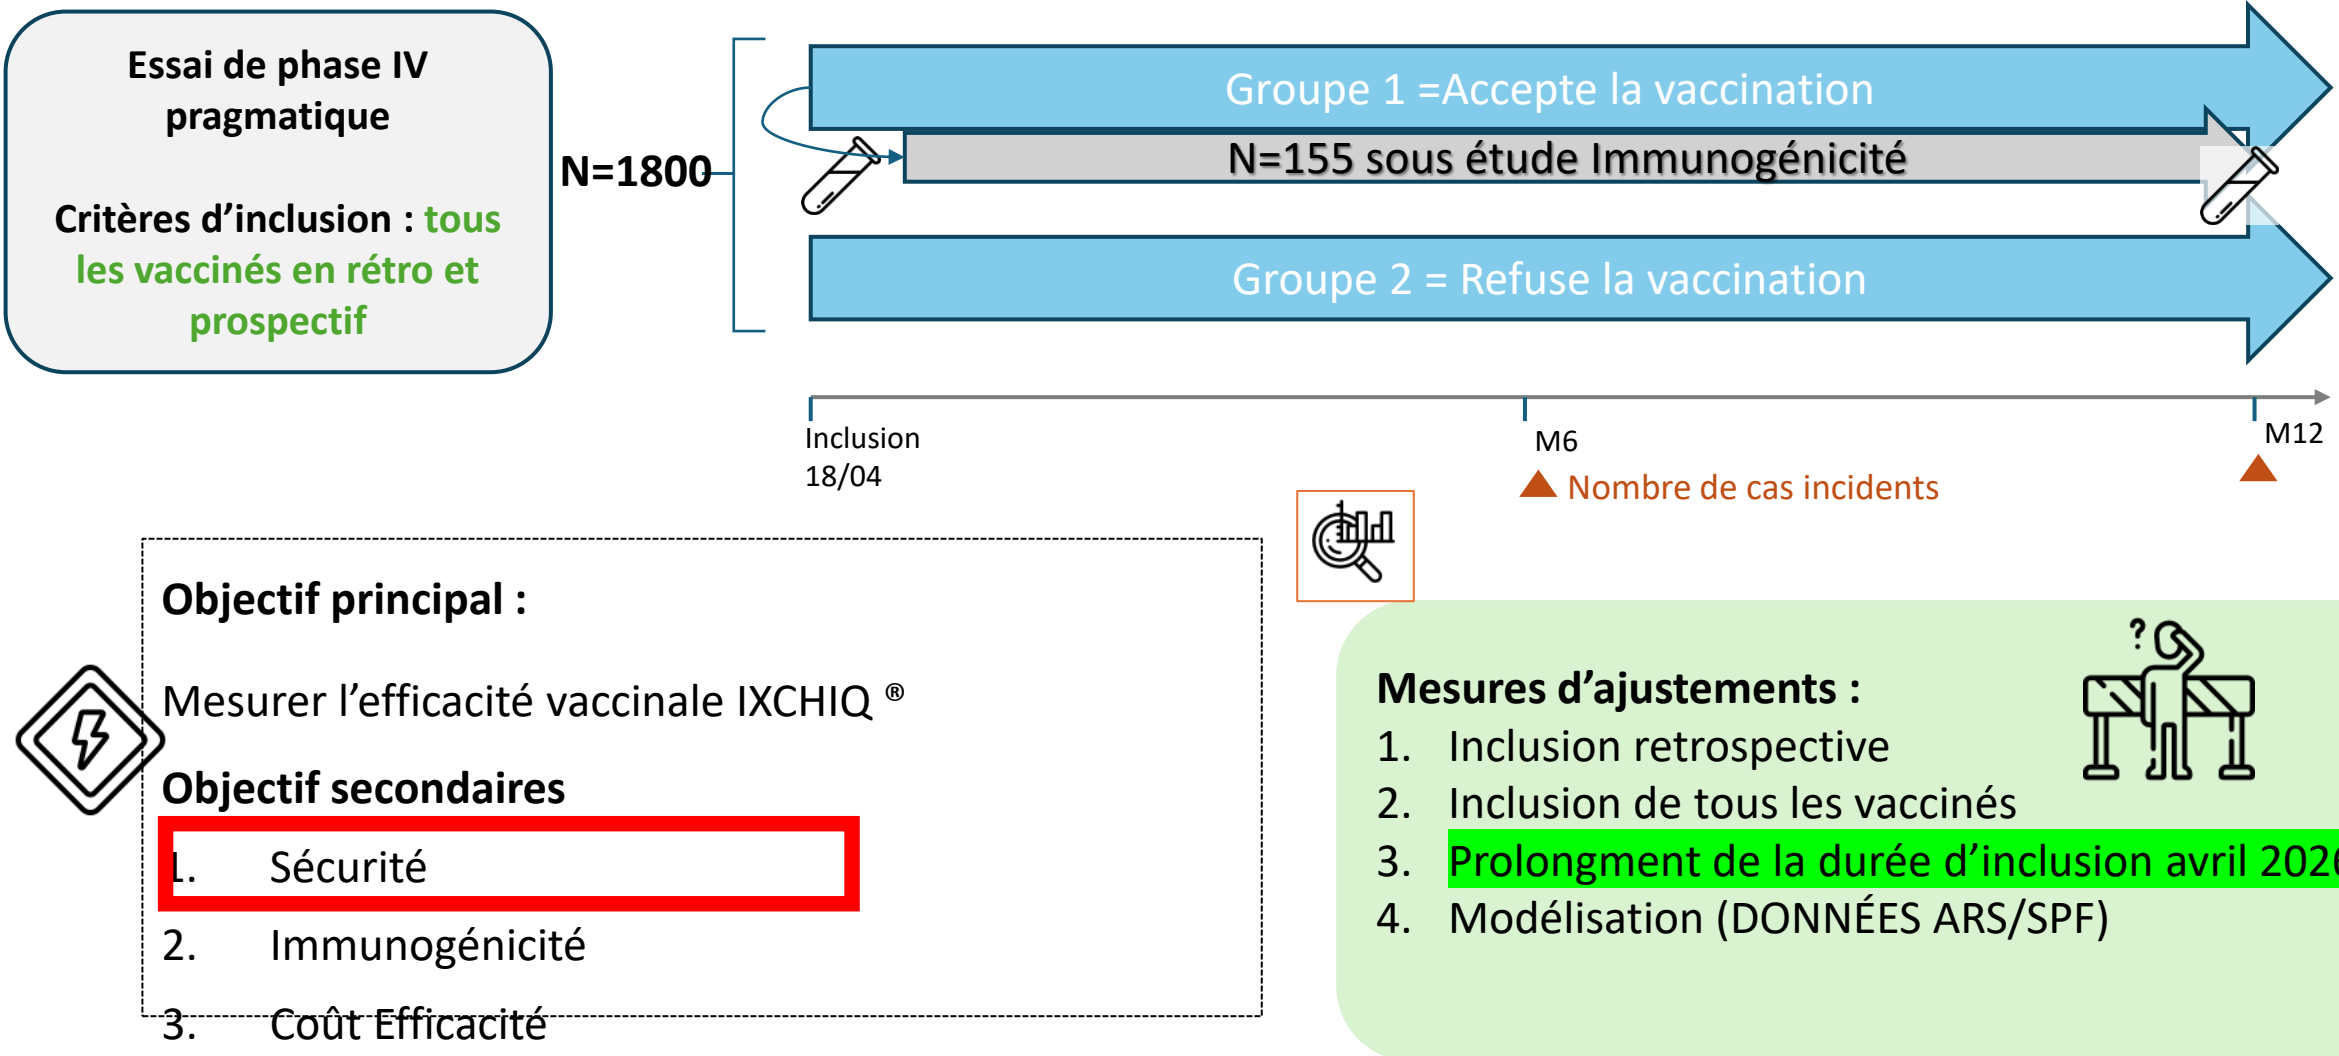 Essai de phase IV
pragmatique
Critères d’inclusion : tous
les vaccinés en rétro et
prospectif
N=1800
Groupe 1 =Accepte la vaccination
N=155 sous étude Immunogénicité
Groupe 2 = Refuse la vaccination
Inclusion
18/04
M6
M12
Nombre de cas incidents
Objectif principal :
Mesurer l’efficacité vaccinale IXCHIQ ®
Objectif secondaires
1. Sécurité
2. Immunogénicité
3. Coût Efficacité
?
Mesures d’ajustements :
1. Inclusion retrospective
2. Inclusion de tous les vaccinés
3. Prolongment de la durée d’inclusion avril 2026
4. Modélisation (DONNÉES ARS/SPF)